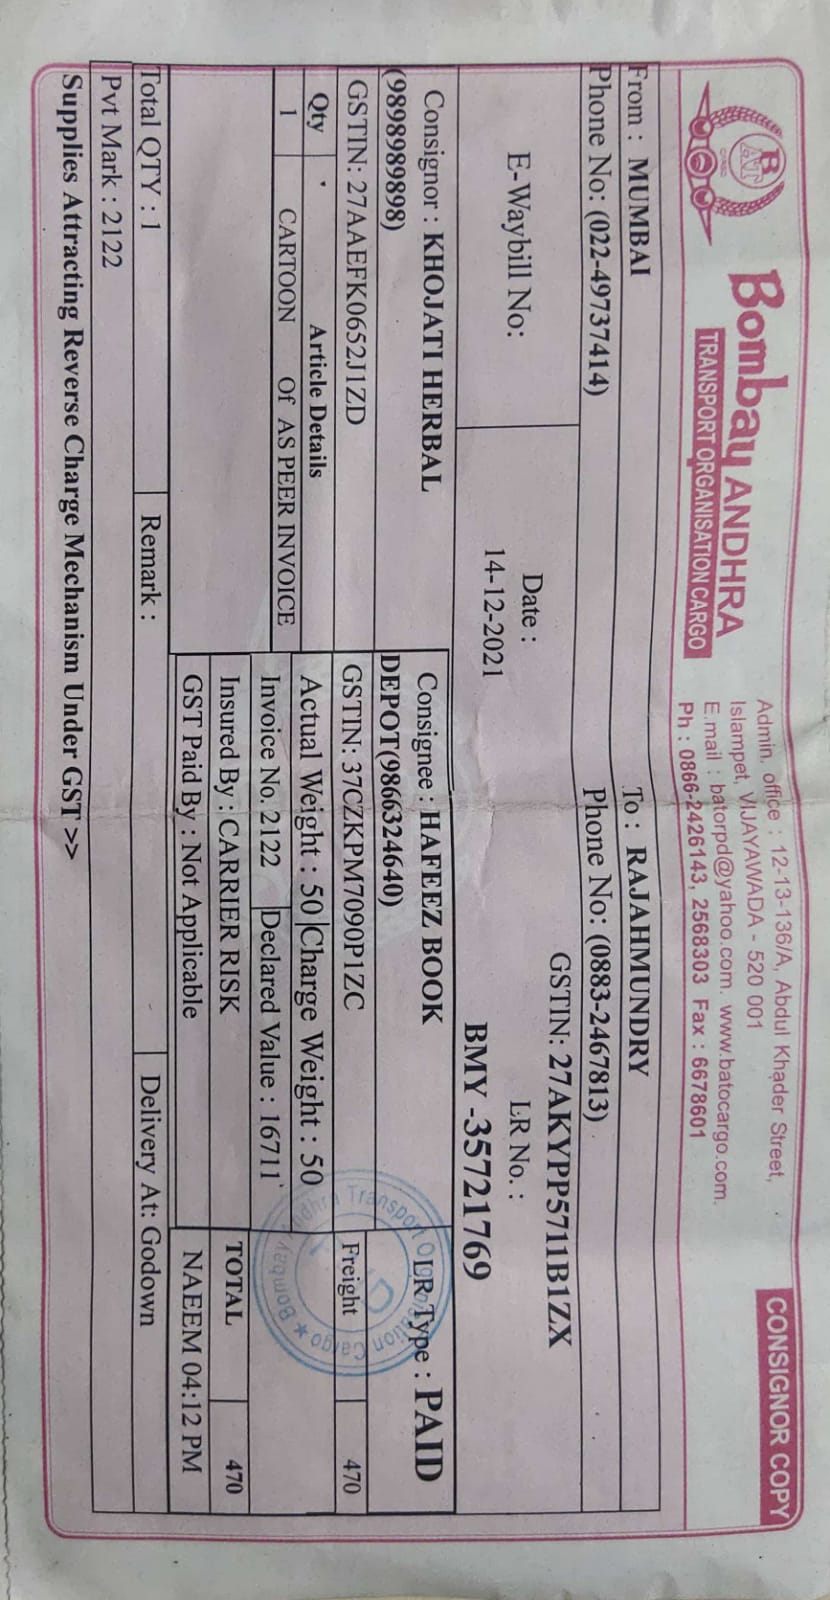 CONSIGNOR COPY
Bombay ANDHRA
TRANSPORT ORGANISATION CARGO
Admin. office : 12-13-136/A, Abdul Khader Street,
Islampet, VIJAYAWADA - 520 001
E.mail : batorpd@yahoo.com. www.batocargo.com.
Ph : 0866-2426143, 2568303 Fax : 6678601
From : MUMBAI To : RAJAHMUNDRY
Phone No: (022-49737414) Phone No: (0883-2467813)
GSTIN: 27AKYPP5711B1ZX
E-Waybill No: Date : LR No. :
14-12-2021 BMY -35721769
Consignor : KHOJATI HERBAL Consignee : HAFEEZ BOOK LR Type : PAID
(9898989898) DEPOT(9866324640)
GSTIN: 27AAEFK0652J1ZD GSTIN: 37CZKPM7090P1ZC Freight 470
Qty Article Details Actual Weight : 50 Charge Weight : 50
1 CARTOON Of AS PEER INVOICE Invoice No. 2122 Declared Value : 16711
Insured By : CARRIER RISK TOTAL 470
GST Paid By : Not Applicable NAEEM 04:12 PM
Total QTY : 1 Remark : Delivery At: Godown
Pvt Mark : 2122
Supplies Attracting Reverse Charge Mechanism Under GST >>